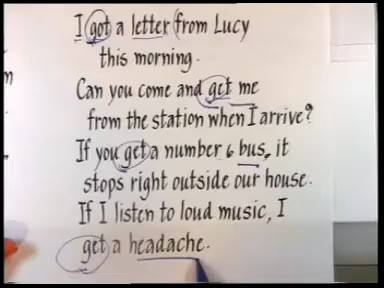 I got a letter from Lucy
this morning.
Can you come and get me
from the station when I arrive?
If you get a number 6 bus, it
stops right outside our house.
If I listen to loud music, I
get a headache.